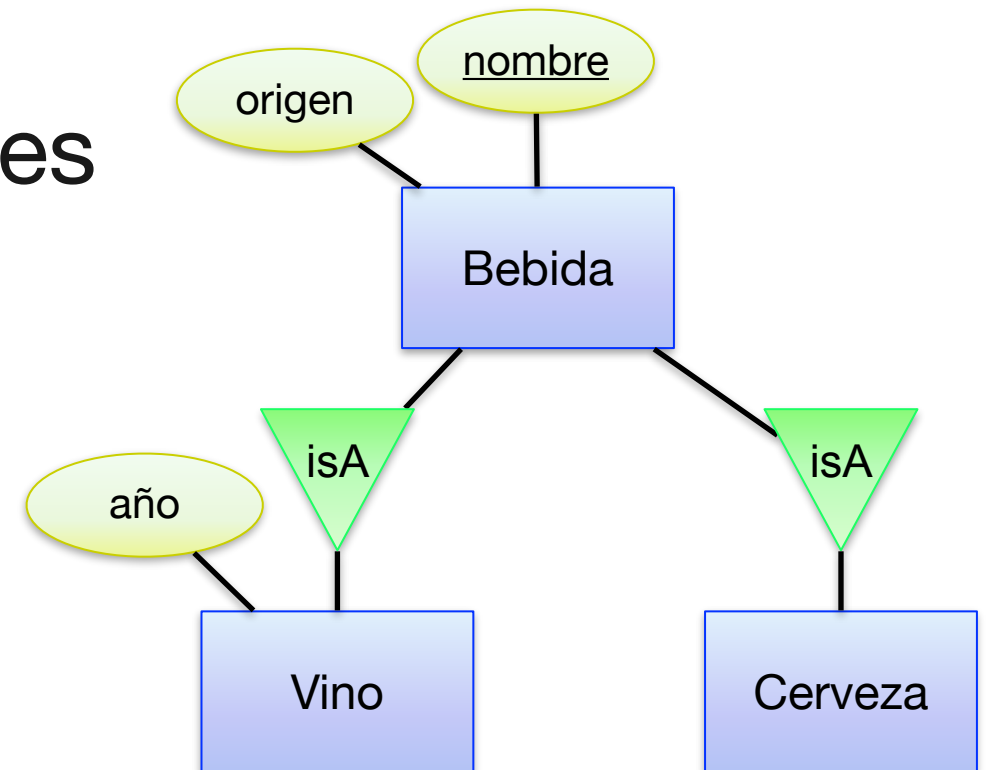 nombre
origen
es
Bebida
isA
isA
año
Vino
Cerveza